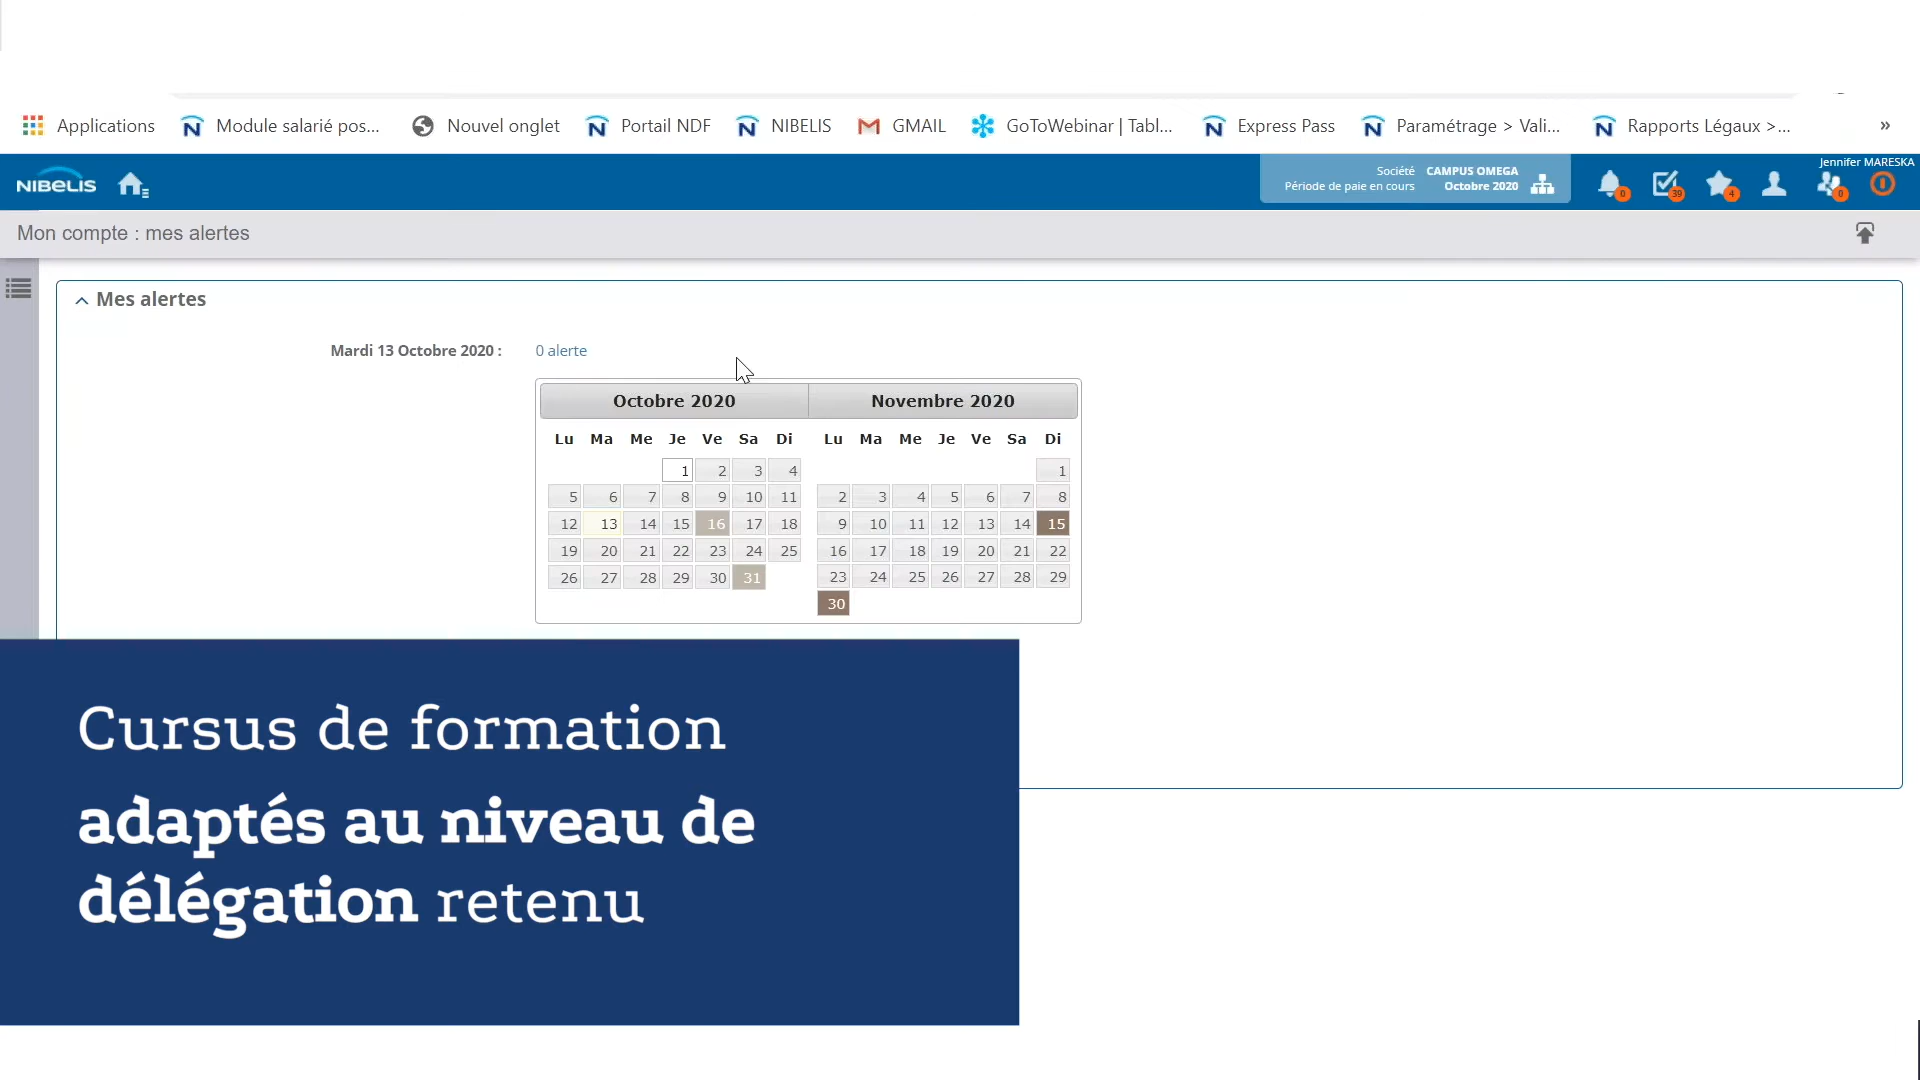 Applications Module salarié pos... Nouvel onglet Portail NDF NIBELIS GMAIL GoToWebinar | Tabl... Express Pass Paramétrage > Vali... Rapports Légaux >... »
Jennifer MARESKA
NIBELIS
Société CAMPUS OMEGA
Période de paie en cours Octobre 2020
0 39 4 0
Mon compte : mes alertes
Mes alertes
Mardi 13 Octobre 2020 : 0 alerte
Octobre 2020 Novembre 2020
Lu Ma Me Je Ve Sa Di Lu Ma Me Je Ve Sa Di
1 2 3 4 1
5 6 7 8 9 10 11 2 3 4 5 6 7 8
12 13 14 15 16 17 18 9 10 11 12 13 14 15
19 20 21 22 23 24 25 16 17 18 19 20 21 22
26 27 28 29 30 31 23 24 25 26 27 28 29
30
Cursus de formation
adaptés au niveau de
délégation retenu